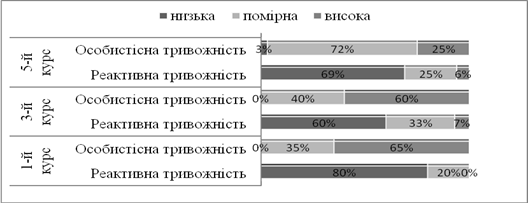 низька помірна висока
5-й курс
Особистісна тривожність 3% 72% 25%
Реактивна тривожність 69% 25% 6%
3-й курс
Особистісна тривожність 0% 40% 60%
Реактивна тривожність 60% 33% 7%
1-й курс
Особистісна тривожність 0% 35% 65%
Реактивна тривожність 80% 20% 0%